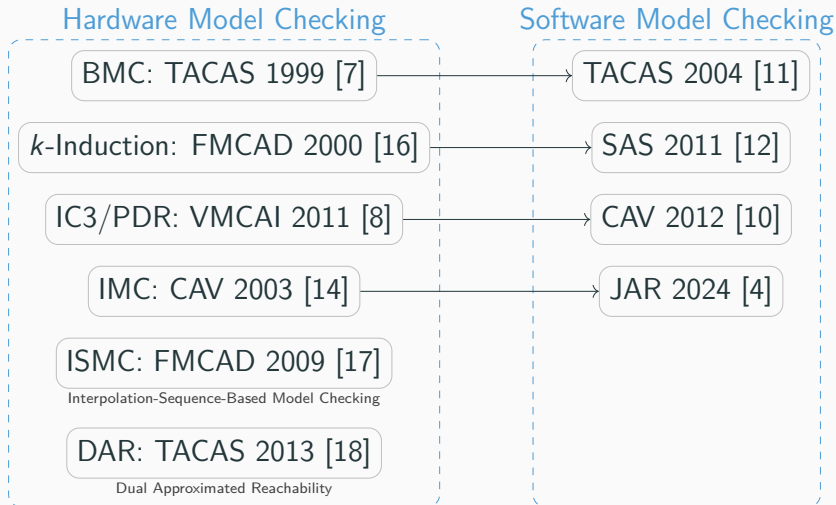 Hardware Model Checking
Software Model Checking
BMC: TACAS 1999 [7]
TACAS 2004 [11]
k-Induction: FMCAD 2000 [16]
SAS 2011 [12]
IC3/PDR: VMCAI 2011 [8]
CAV 2012 [10]
IMC: CAV 2003 [14]
JAR 2024 [4]
ISMC: FMCAD 2009 [17]
Interpolation-Sequence-Based Model Checking
DAR: TACAS 2013 [18]
Dual Approximated Reachability